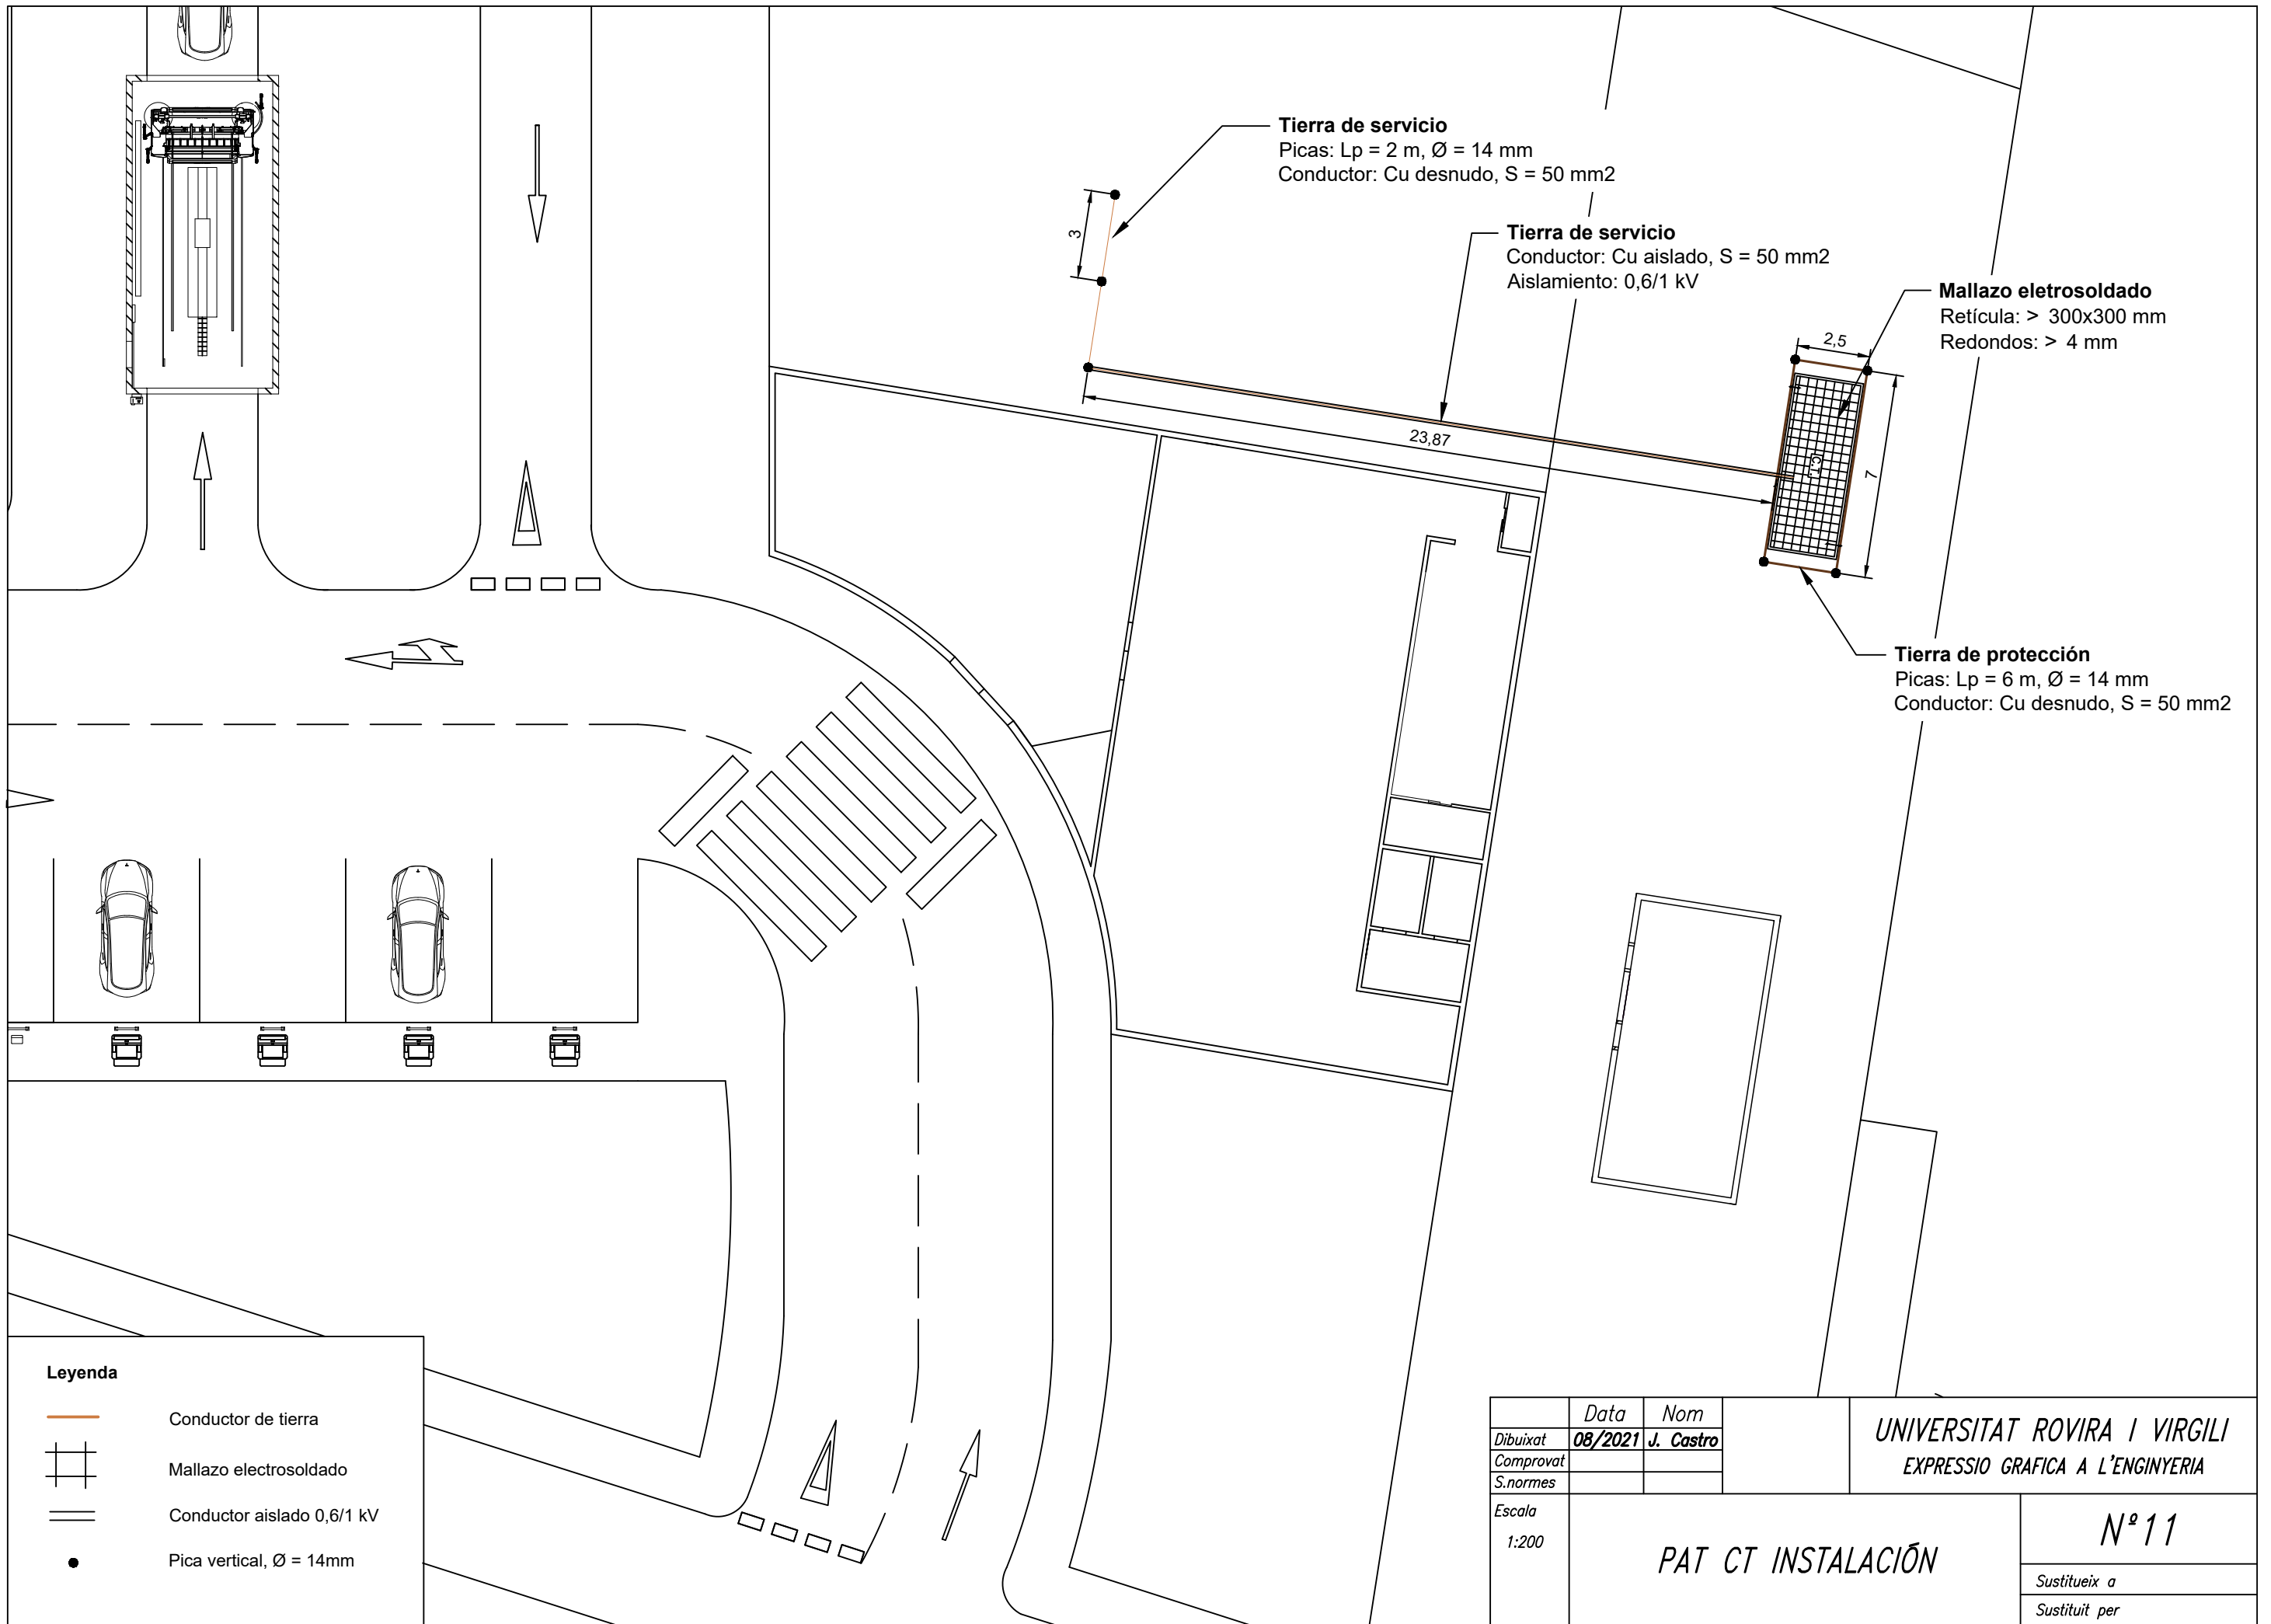 Tierra de servicio
Picas: Lp = 2 m, Ø = 14 mm
Conductor: Cu desnudo, S = 50 mm2
3
Tierra de servicio
Conductor: Cu aislado, S = 50 mm2
Aislamiento: 0,6/1 kV
Mallazo eletrosoldado
Retícula: > 300x300 mm
Redondos: > 4 mm
2,5
23,87
C.T.
7
Tierra de protección
Picas: Lp = 6 m, Ø = 14 mm
Conductor: Cu desnudo, S = 50 mm2
Leyenda
Conductor de tierra
Mallazo electrosoldado
Conductor aislado 0,6/1 kV
Pica vertical, Ø = 14mm
Data Nom
Dibuixat 08/2021 J. Castro
Comprovat
S.normes
UNIVERSITAT ROVIRA I VIRGILI
EXPRESSIO GRAFICA A L'ENGINYERIA
Escala
1:200
PAT CT INSTALACIÓN
Nº11
Sustitueix a
Sustituit per